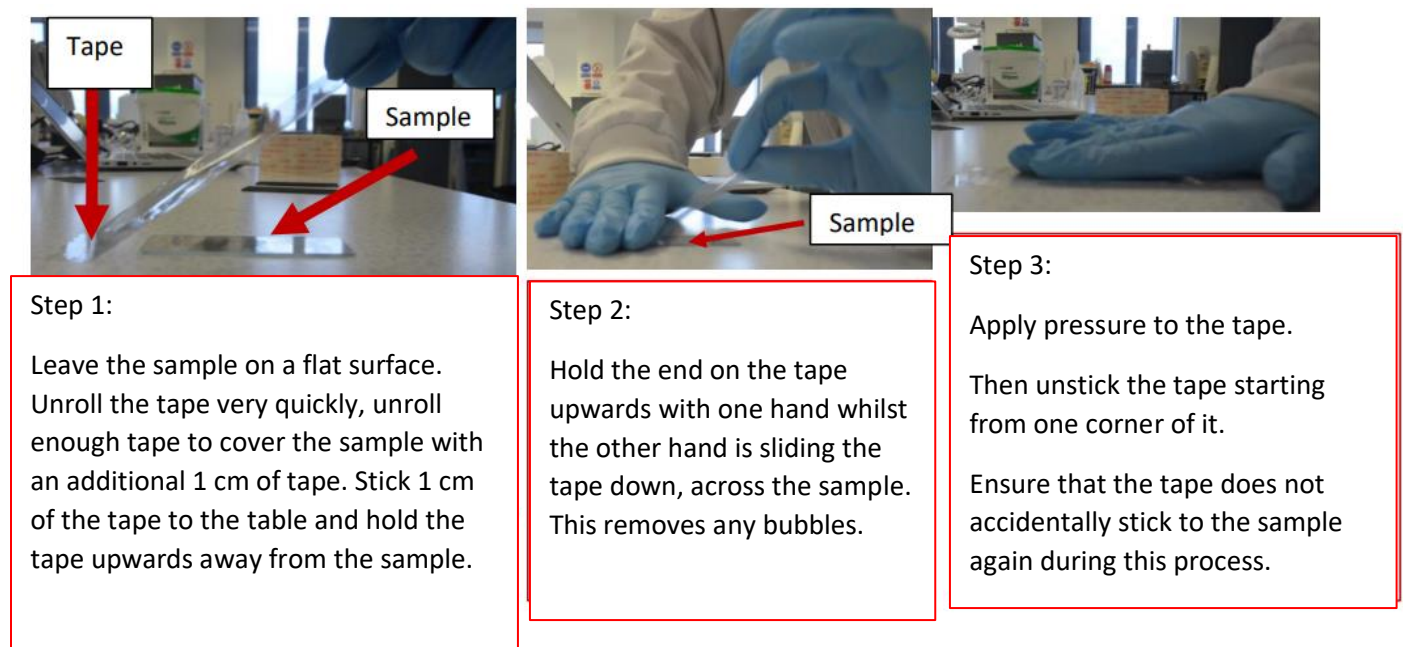 Tape
Sample
Sample
Step 1:
Leave the sample on a flat surface.
Unroll the tape very quickly, unroll
enough tape to cover the sample with
an additional 1 cm of tape. Stick 1 cm
of the tape to the table and hold the
tape upwards away from the sample.
Step 2:
Hold the end on the tape
upwards with one hand whilst
the other hand is sliding the
tape down, across the sample.
This removes any bubbles.
Step 3:
Apply pressure to the tape.
Then unstick the tape starting
from one corner of it.
Ensure that the tape does not
accidentally stick to the sample
again during this process.